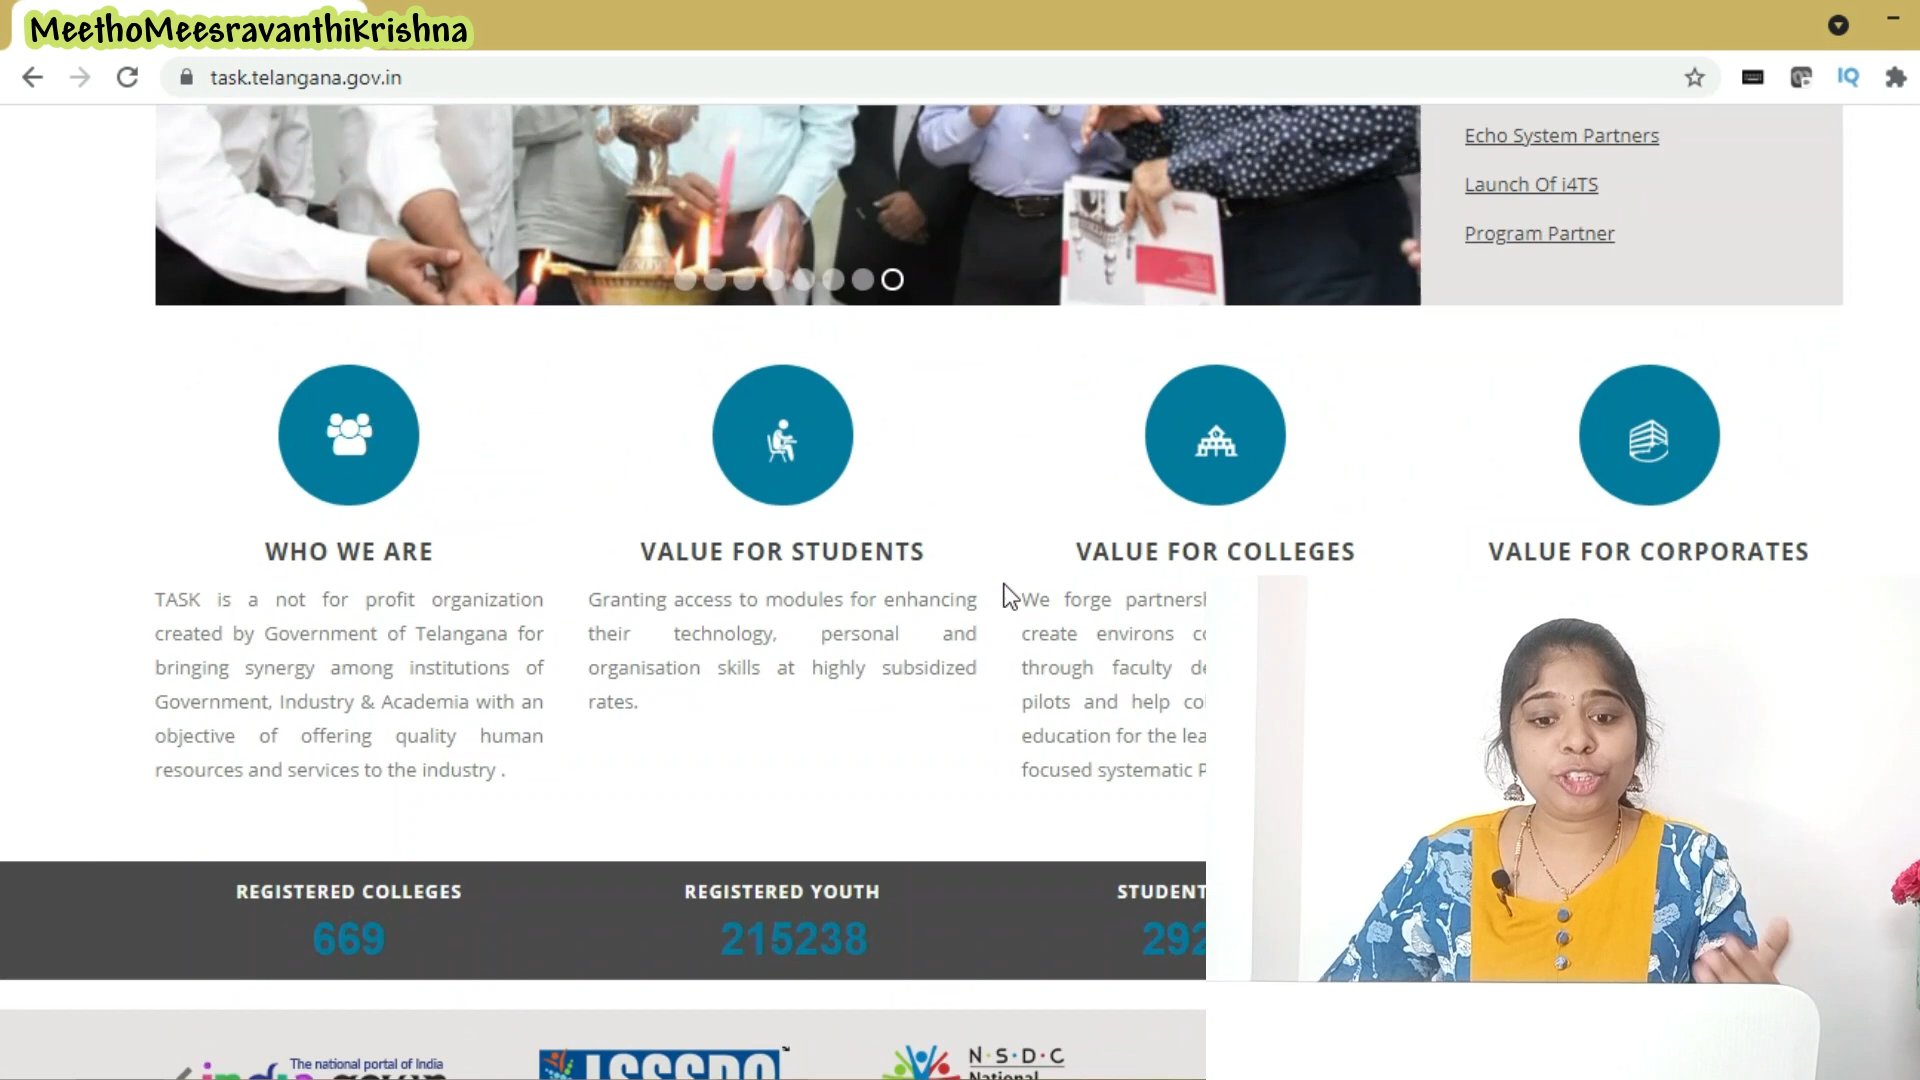 MeethoMeesravanthiKrishna
task.telangana.gov.in
IQ
Echo System Partners
Launch Of i4TS
Program Partner
WHO WE ARE
TASK is a not for profit organization
created by Government of Telangana for
bringing synergy among institutions of
Government, Industry & Academia with an
objective of offering quality human
resources and services to the industry .
VALUE FOR STUDENTS
Granting access to modules for enhancing
their technology, personal and
organisation skills at highly subsidized
rates.
VALUE FOR COLLEGES
We forge
create environs
through faculty
pilots and help
education for the
focused systematic
VALUE FOR CORPORATES
REGISTERED COLLEGES
669
REGISTERED YOUTH
215238
STUDENT
292
The national portal of India
N·S·D·C
National